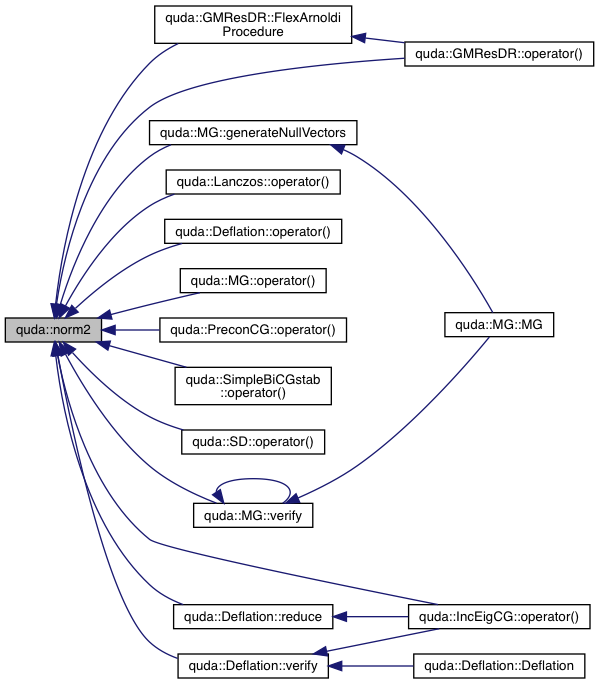 quda::GMResDR::FlexArnoldi
Procedure
quda::GMResDR::operator()
quda::MG::generateNullVectors
quda::Lanczos::operator()
quda::Deflation::operator()
quda::MG::operator()
quda::norm2
quda::PreconCG::operator()
quda::MG::MG
quda::SimpleBiCGstab
::operator()
quda::SD::operator()
quda::MG::verify
quda::Deflation::reduce
quda::IncEigCG::operator()
quda::Deflation::verify
quda::Deflation::Deflation